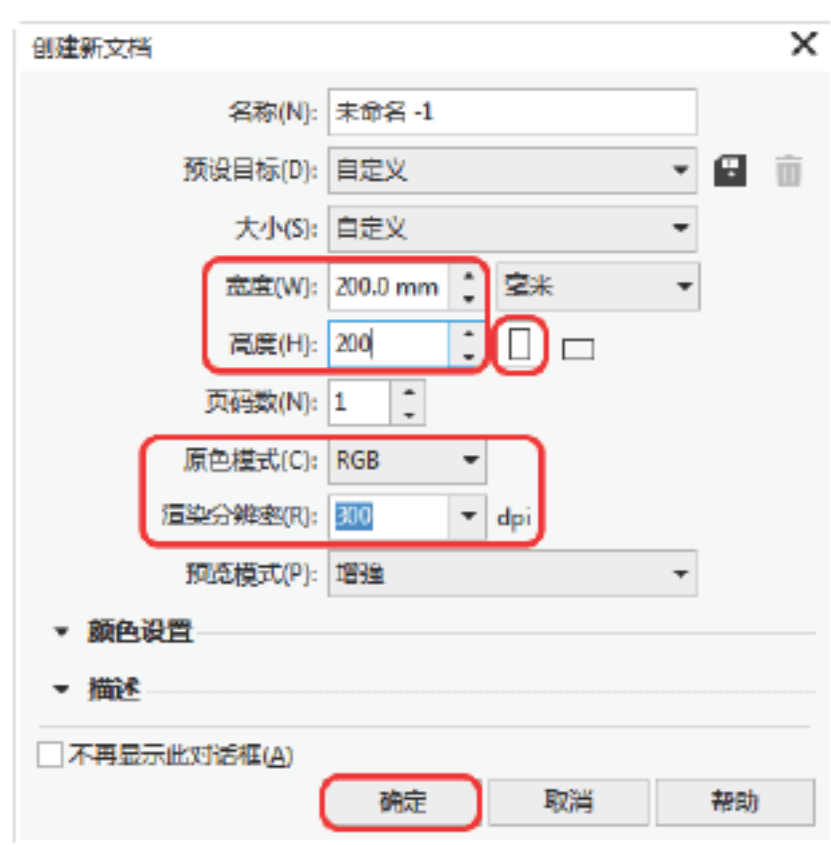 创建新文档
名称(N): 未命名 -1
预设目标(D): 自定义
大小(S): 自定义
宽度(W): 200.0 mm 毫米
高度(H): 200
页码数(N): 1
原色模式(C): RGB
渲染分辨率(R): 300 dpi
预览模式(P): 增强
颜色设置
描述
不再显示此对话框(A)
确定 取消 帮助